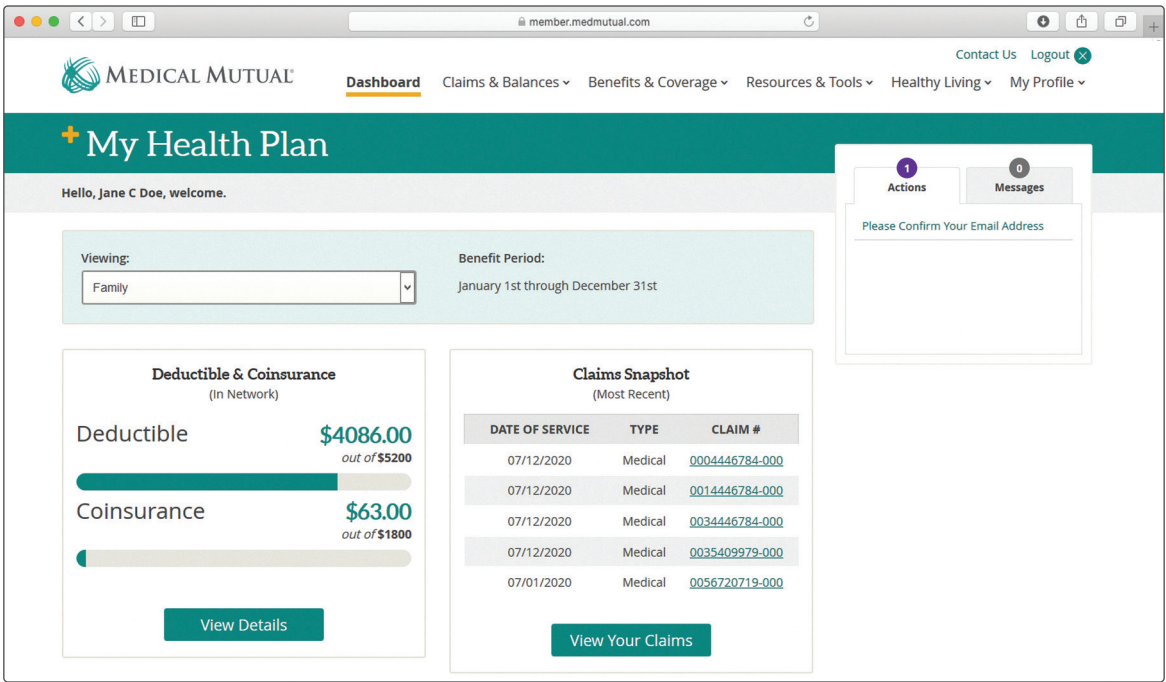 member.medmutual.com
Contact Us Logout
MEDICAL MUTUAL®
Dashboard Claims & Balances Benefits & Coverage Resources & Tools Healthy Living My Profile
My Health Plan
Hello, Jane C Doe, welcome.
1
Actions
0
Messages
Please Confirm Your Email Address
Viewing:
Family
Benefit Period:
January 1st through December 31st
Deductible & Coinsurance
(In Network)
Deductible $4086.00
out of $5200
Coinsurance $63.00
out of $1800
View Details
Claims Snapshot
(Most Recent)
DATE OF SERVICE TYPE CLAIM #
07/12/2020 Medical 0004446784-000
07/12/2020 Medical 0014446784-000
07/12/2020 Medical 0034446784-000
07/12/2020 Medical 0035409979-000
07/01/2020 Medical 0056720719-000
View Your Claims